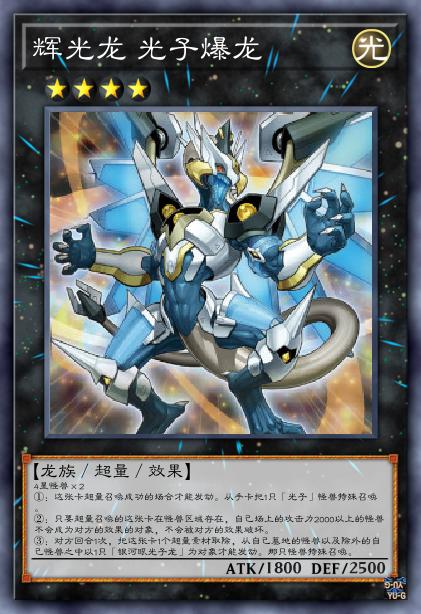 辉光龙 光子爆龙
光
【龙族／超量／效果】
4星怪兽×2
①：这张卡超量召唤成功的场合才能发动。从手卡把1只「光子」怪兽特殊召唤
。
②：只要超量召唤的这张卡在怪兽区域存在，自己场上的攻击力2000以上的怪兽
不会成为对方的效果的对象，不会被对方的效果破坏。
③：对方回合1次，把这张卡1个超量素材取除，从自己墓地的怪兽以及除外的自
己怪兽之中以1只「银河眼光子龙」为对象才能发动。那只怪兽特殊召唤。
ATK/1800 DEF/2500